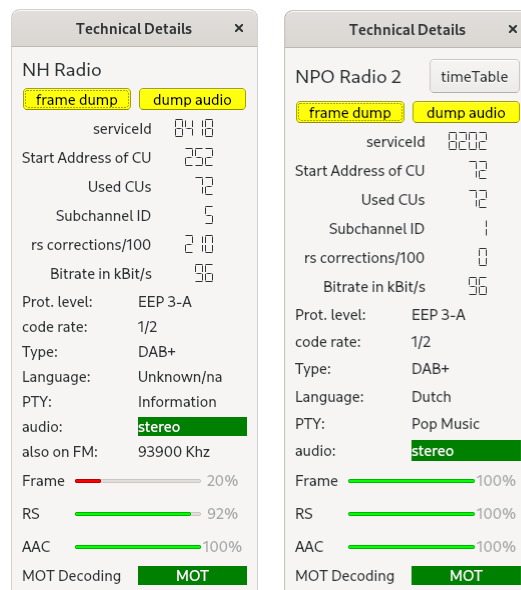 Technical Details ×
NH Radio
frame dump dump audio
serviceId 8418
Start Address of CU 252
Used CUs 72
Subchannel ID 5
rs corrections/100 210
Bitrate in kBit/s 96
Prot. level: EEP 3-A
code rate: 1/2
Type: DAB+
Language: Unknown/na
PTY: Information
audio: stereo
also on FM: 93900 Khz
Frame 20%
RS 92%
AAC 100%
MOT Decoding MOT
Technical Details ×
NPO Radio 2 timeTable
frame dump dump audio
serviceId 8202
Start Address of CU 72
Used CUs 72
Subchannel ID 1
rs corrections/100 0
Bitrate in kBit/s 96
Prot. level: EEP 3-A
code rate: 1/2
Type: DAB+
Language: Dutch
PTY: Pop Music
audio: stereo
Frame 100%
RS 100%
AAC 100%
MOT Decoding MOT